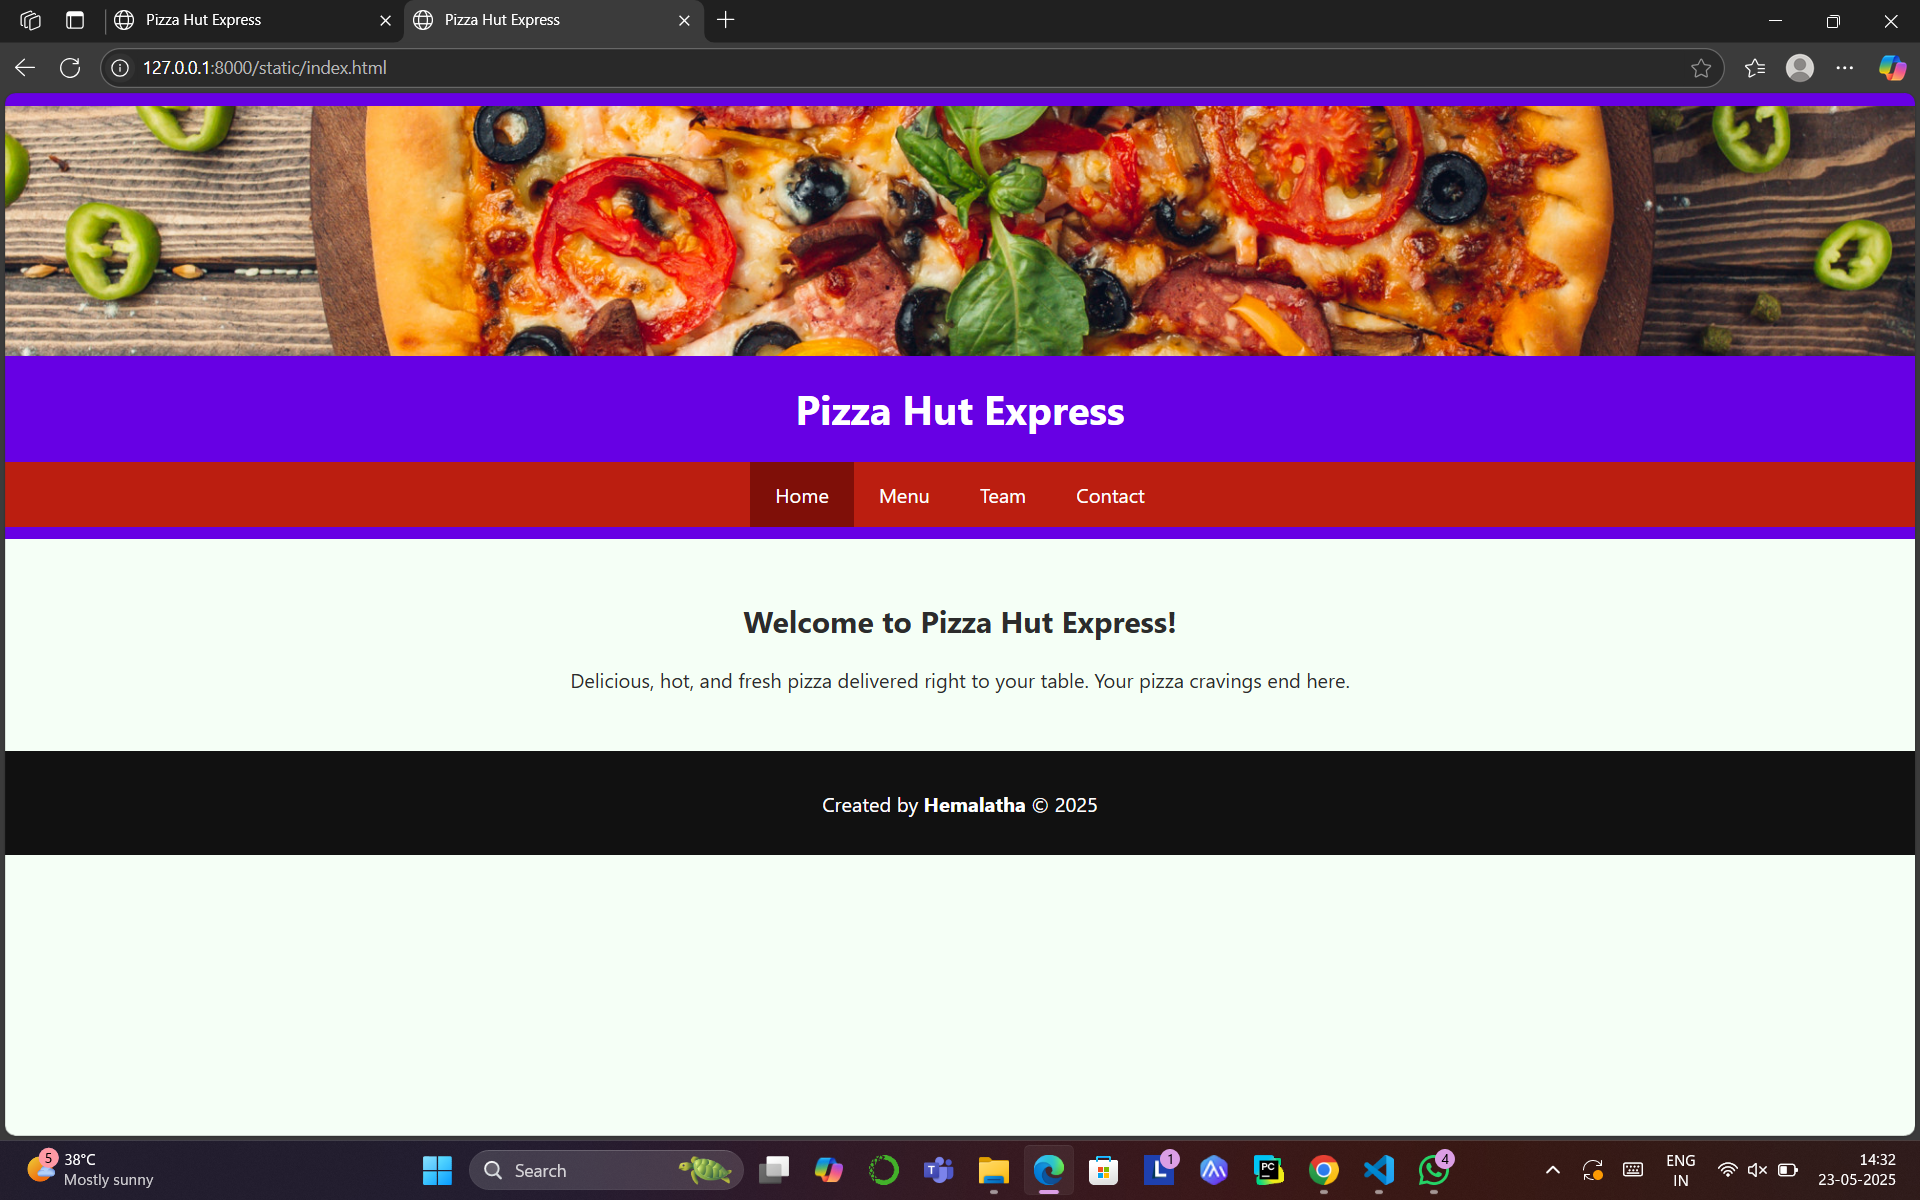 Pizza Hut Express
Pizza Hut Express
127.0.0.1:8000/static/index.html
Pizza Hut Express
Home Menu Team Contact
Welcome to Pizza Hut Express!
Delicious, hot, and fresh pizza delivered right to your table. Your pizza cravings end here.
Created by Hemalatha © 2025
5
38°C
Mostly sunny
Search
T
L
1
PC
4
ENG
IN
14:32
23-05-2025